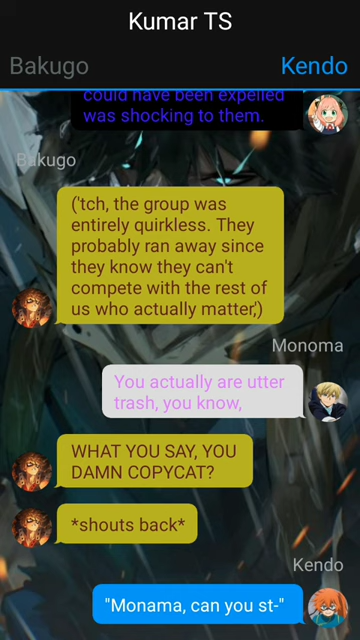 Kumar TS
Bakugo
Kendo
could have been expelled
was shocking to them.
Bakugo
('tch, the group was
entirely quirkless. They
probably ran away since
they know they can't
compete with the rest of
us who actually matter,')
Monoma
You actually are utter
trash, you know,
WHAT YOU SAY, YOU
DAMN COPYCAT?
*shouts back*
Kendo
"Monama, can you st-"